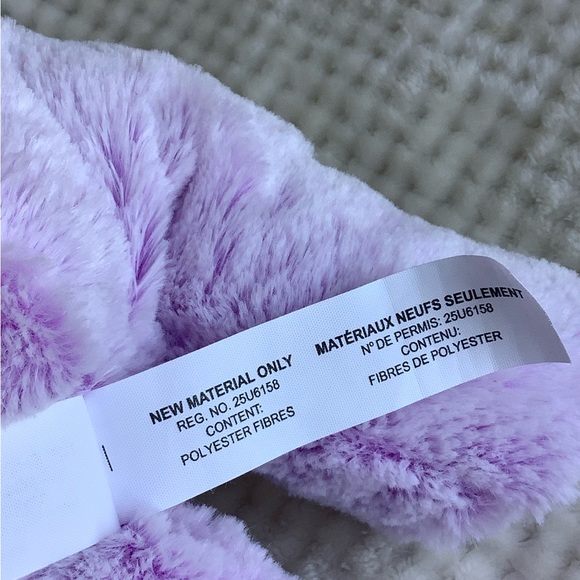 NEW MATERIAL ONLY
REG. NO. 25U6158
CONTENT:
POLYESTER FIBRES
MATÉRIAUX NEUFS SEULEMENT
Nº DE PERMIS: 25U6158
CONTENU:
FIBRES DE POLYESTER